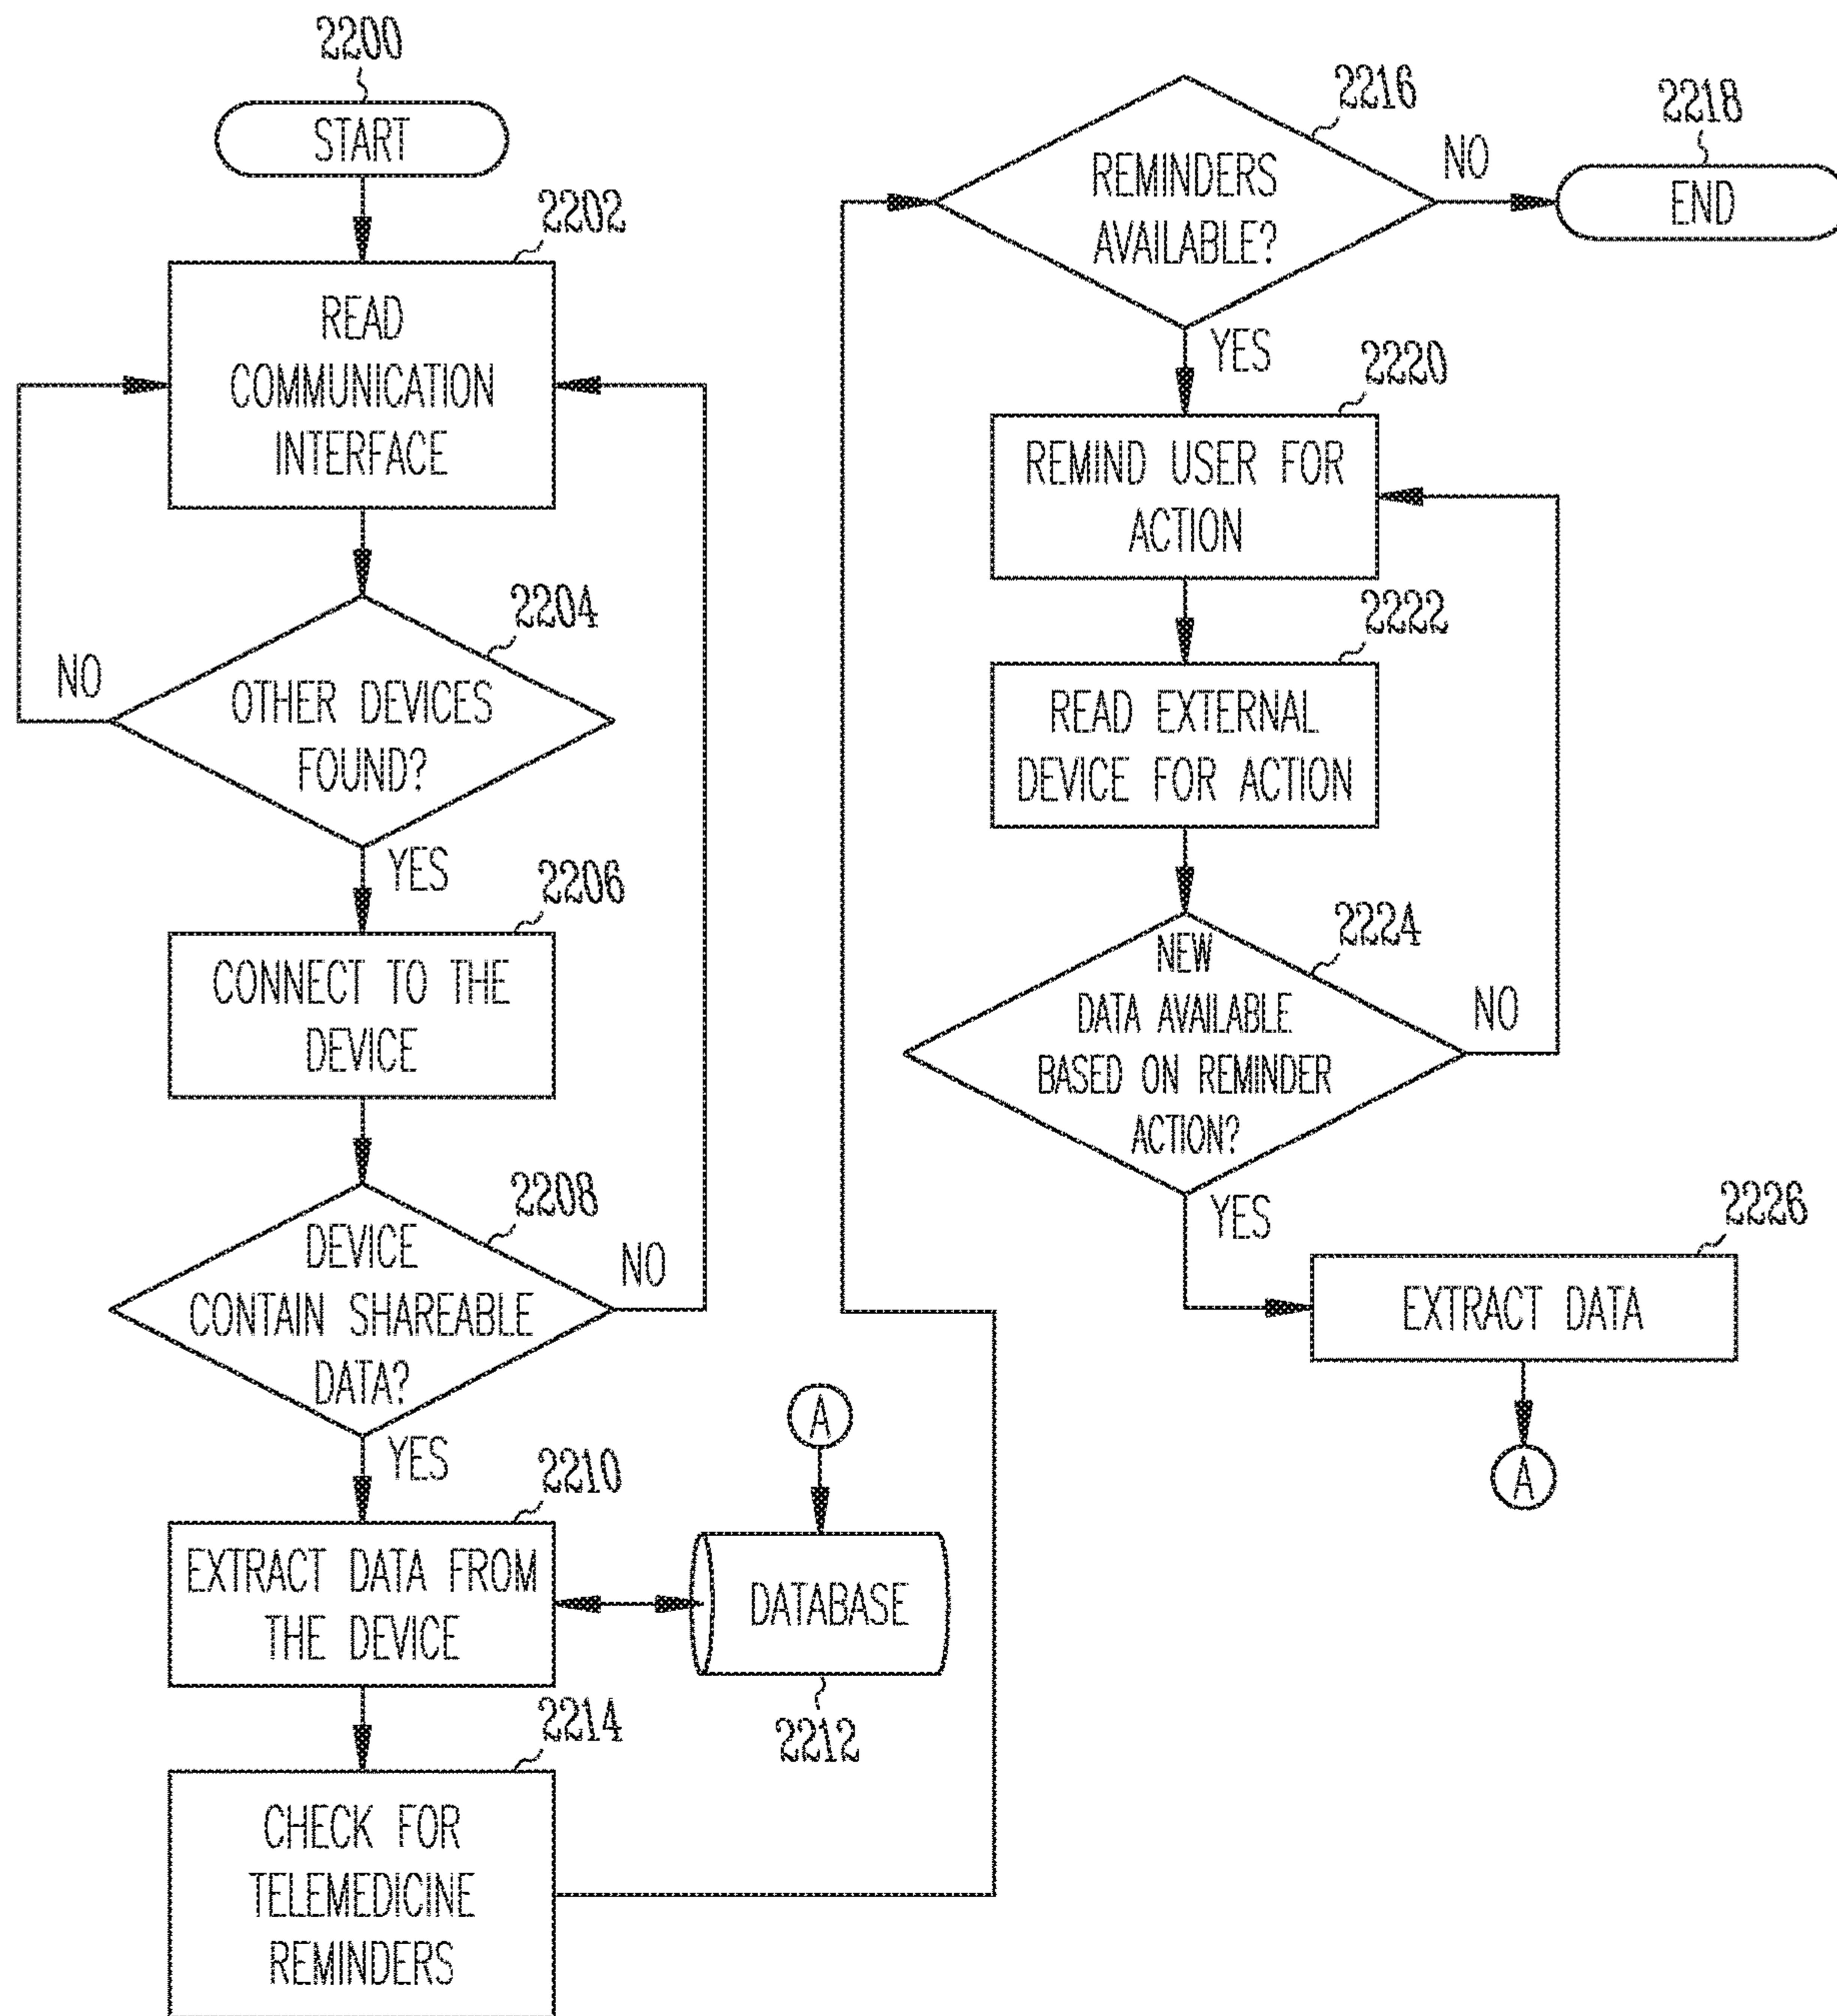 2200
START
2202
READ
COMMUNICATION
INTERFACE
2204
NO
OTHER DEVICES
FOUND?
YES
2206
CONNECT TO THE
DEVICE
2208
DEVICE
CONTAIN SHAREABLE
DATA?
NO
YES
2210
EXTRACT DATA FROM
THE DEVICE
A
DATABASE
2212
2214
CHECK FOR
TELEMEDICINE
REMINDERS
2216
REMINDERS
AVAILABLE?
NO
2218
END
YES
2220
REMIND USER FOR
ACTION
2222
READ EXTERNAL
DEVICE FOR ACTION
2224
NEW
DATA AVAILABLE
BASED ON REMINDER
ACTION?
NO
YES
2226
EXTRACT DATA
A